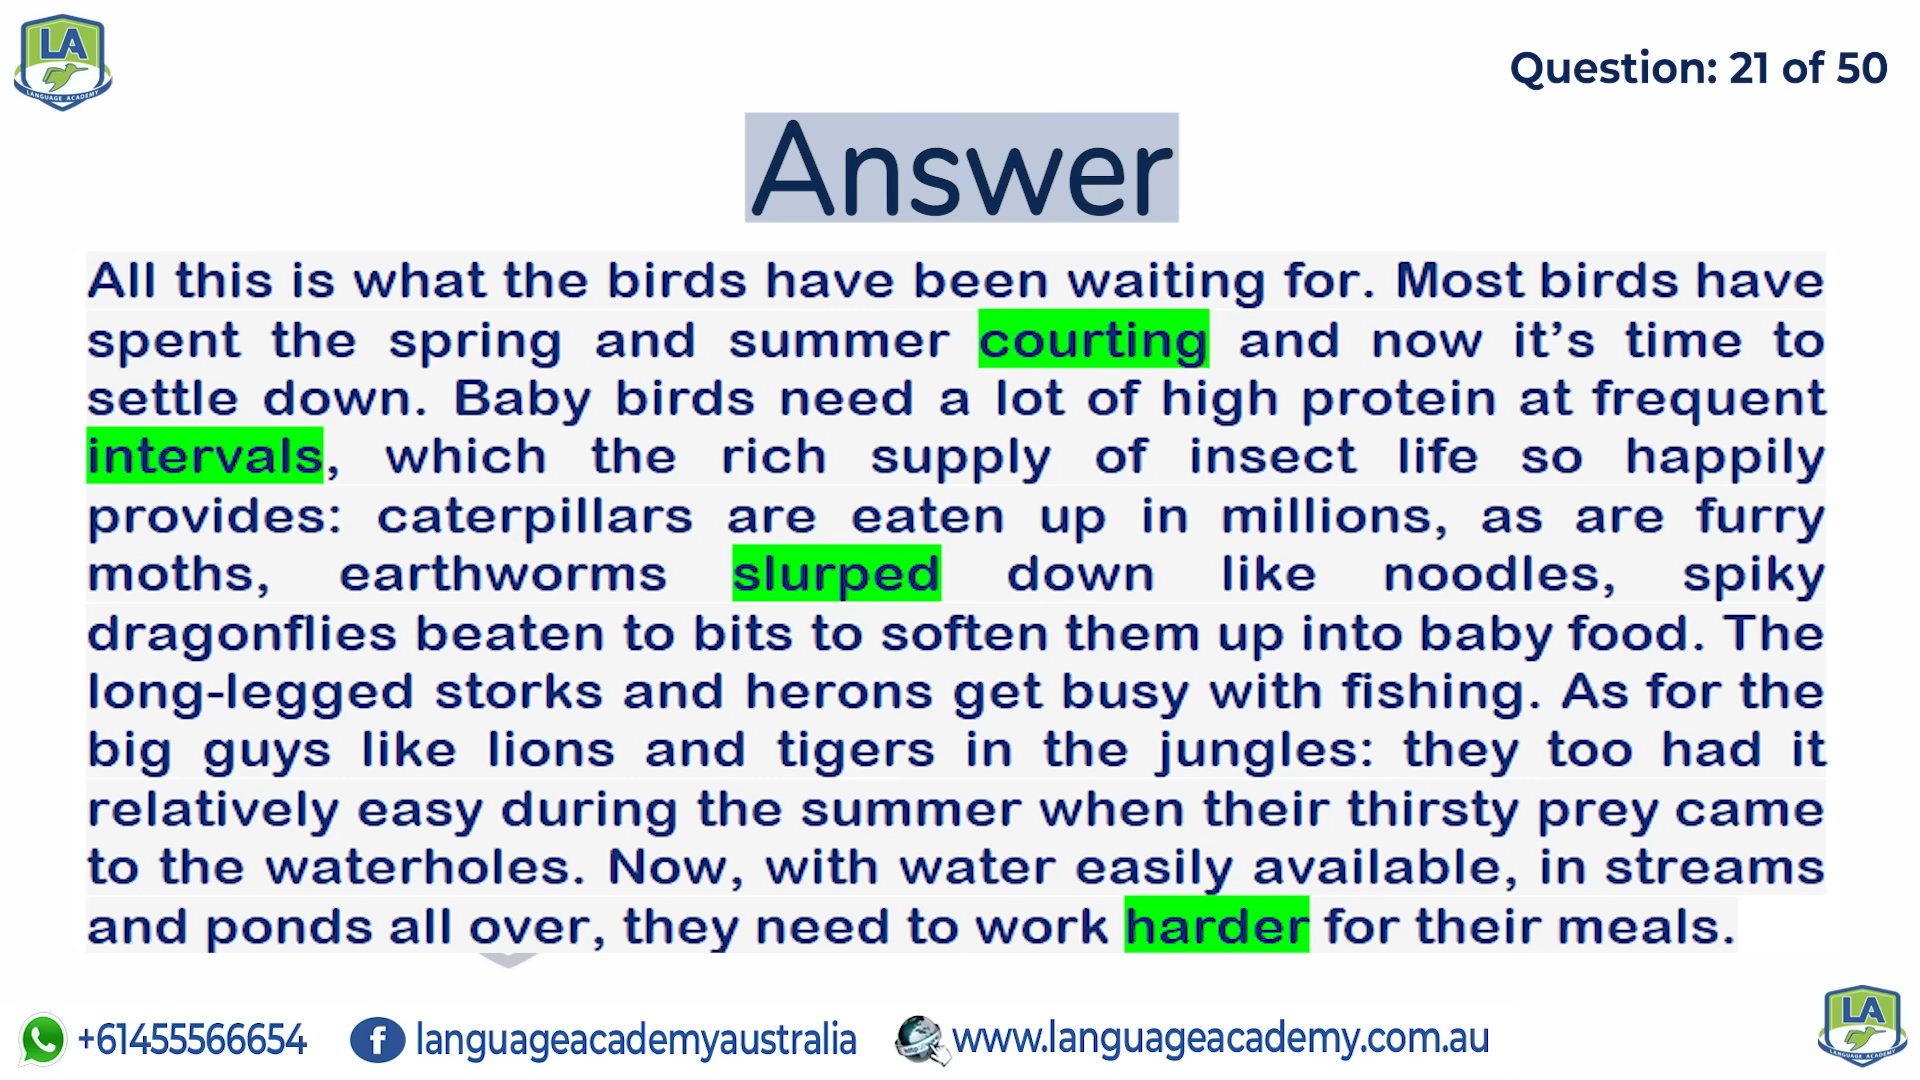 LA
LANGUAGE ACADEMY
Question: 21 of 50
Answer
All this is what the birds have been waiting for. Most birds have
spent the spring and summer courting and now it’s time to
settle down. Baby birds need a lot of high protein at frequent
intervals, which the rich supply of insect life so happily
provides: caterpillars are eaten up in millions, as are furry
moths, earthworms slurped down like noodles, spiky
dragonflies beaten to bits to soften them up into baby food. The
long-legged storks and herons get busy with fishing. As for the
big guys like lions and tigers in the jungles: they too had it
relatively easy during the summer when their thirsty prey came
to the waterholes. Now, with water easily available, in streams
and ponds all over, they need to work harder for their meals.
+61455566654 languageacademyaustralia www.languageacademy.com.au
LA
LANGUAGE ACADEMY